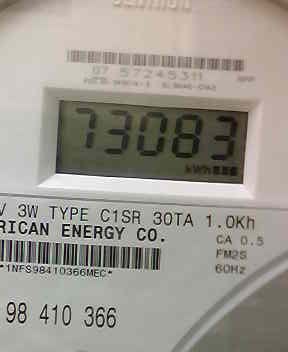 07 57245311
73083
kWh
V 3W TYPE C1SR 30TA 1.0Kh
RICAN ENERGY CO.
CA 0.5
FM2S
60Hz
*1NFS98410366MEC*
98 410 366